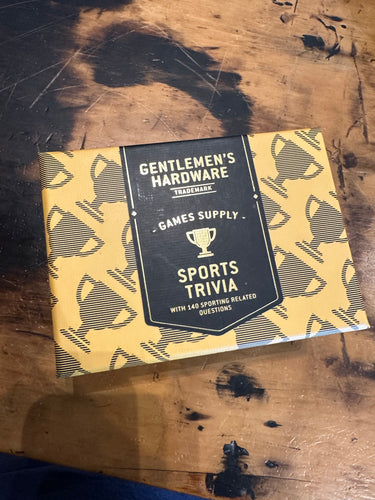 GENTLEMEN'S
HARDWARE
TRADEMARK
- GAMES SUPPLY -
SPORTS
TRIVIA
WITH 140 SPORTING RELATED
QUESTIONS